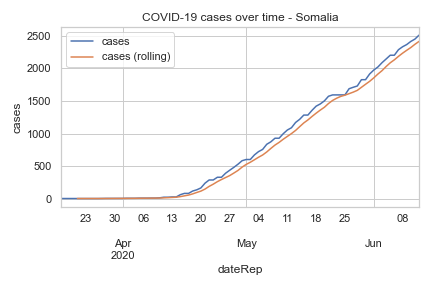 COVID-19 cases over time - Somalia
cases
cases (rolling)
2500
2000
1500
1000
500
0
cases
23 30 06 13 20 27 04 11 18 25 08
Apr May Jun
2020
dateRep